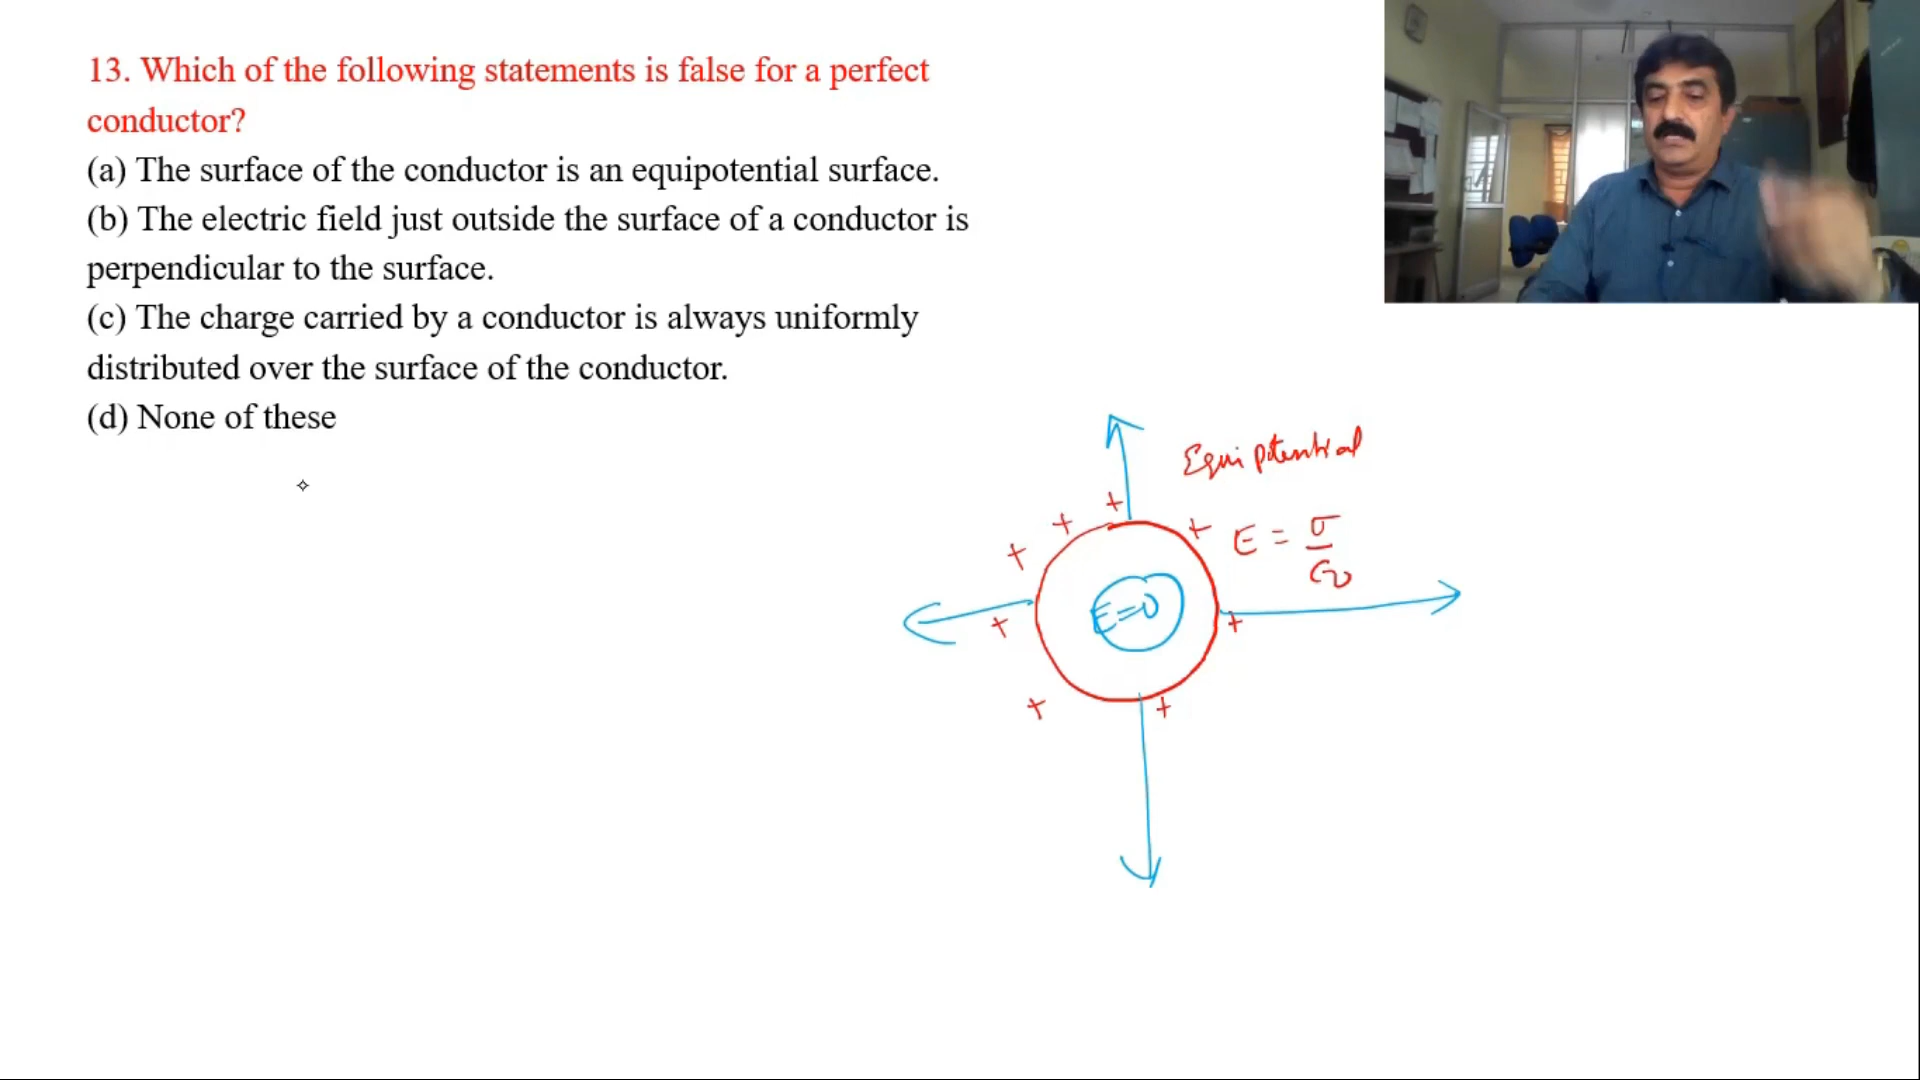 13. Which of the following statements is false for a perfect
conductor?
(a) The surface of the conductor is an equipotential surface.
(b) The electric field just outside the surface of a conductor is
perpendicular to the surface.
(c) The charge carried by a conductor is always uniformly
distributed over the surface of the conductor.
(d) None of these
Equipotential
E = σ/ε0
E=0